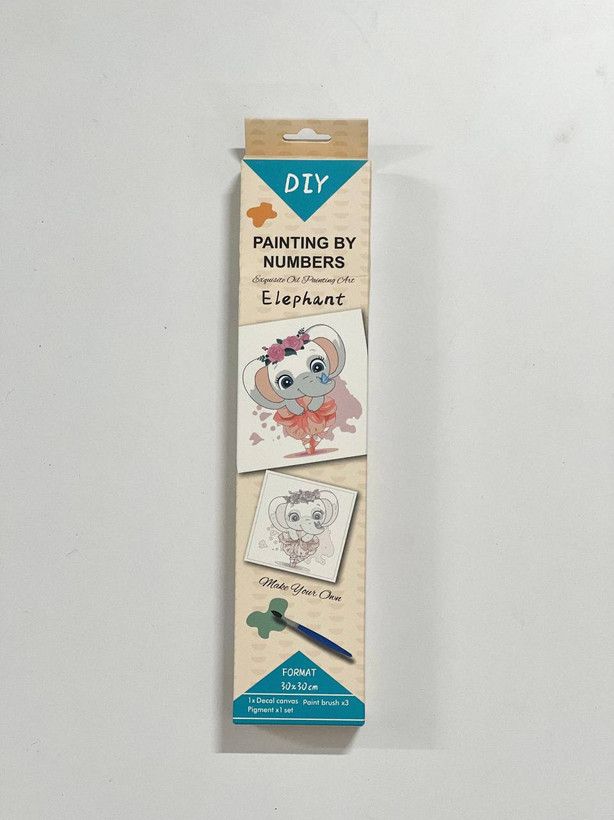 DIY
PAINTING BY
NUMBERS
Exquisite Oil Painting Art
Elephant
Make Your Own
FORMAT
30x30cm
1x Decal canvas Paint brush x3
Pigment x1 set